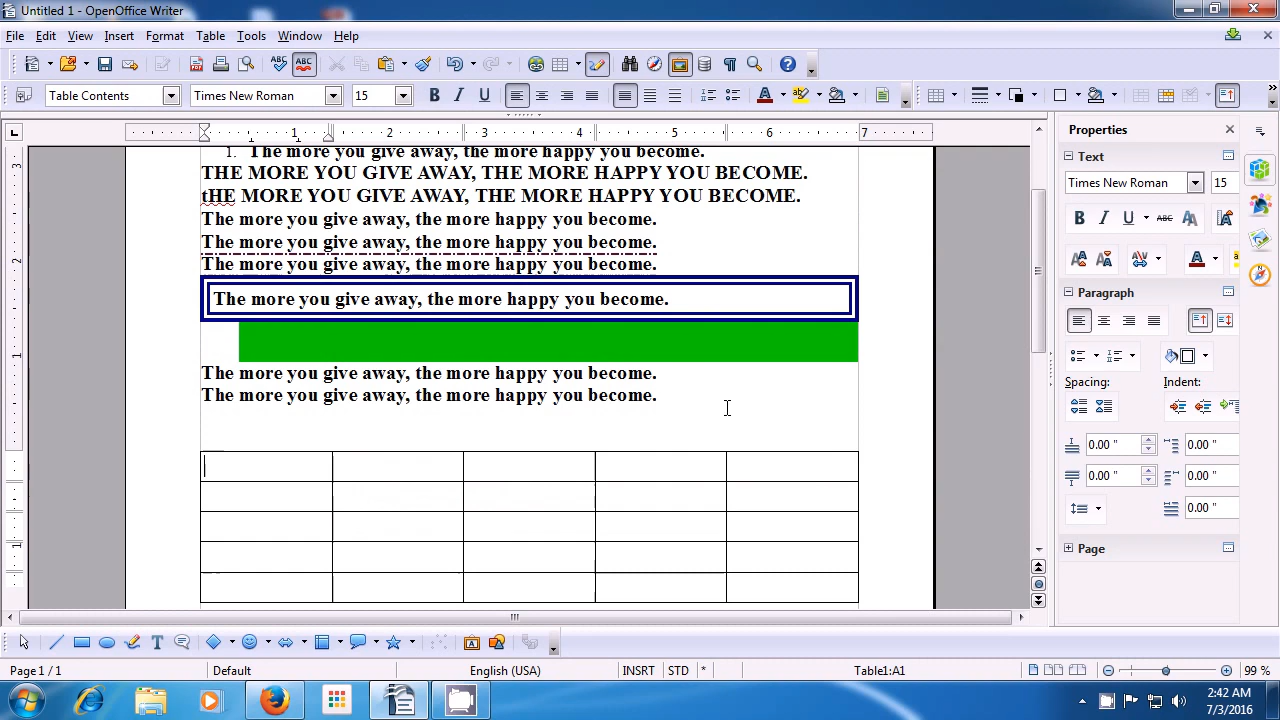 Untitled 1 - OpenOffice Writer
File Edit View Insert Format Table Tools Window Help
Table Contents Times New Roman 15
1 2 3 4 5 6 7
Properties
1. The more you give away, the more happy you become.
THE MORE YOU GIVE AWAY, THE MORE HAPPY YOU BECOME.
tHE MORE YOU GIVE AWAY, THE MORE HAPPY YOU BECOME.
The more you give away, the more happy you become.
The more you give away, the more happy you become.
The more you give away, the more happy you become.
The more you give away, the more happy you become.
The more you give away, the more happy you become.
The more you give away, the more happy you become.
Text
Times New Roman 15
Paragraph
Spacing: Indent:
0.00 " 0.00 "
0.00 " 0.00 "
0.00 "
Page
Page 1 / 1 Default English (USA) INSRT STD * Table1:A1 99 %
2:42 AM
7/3/2016